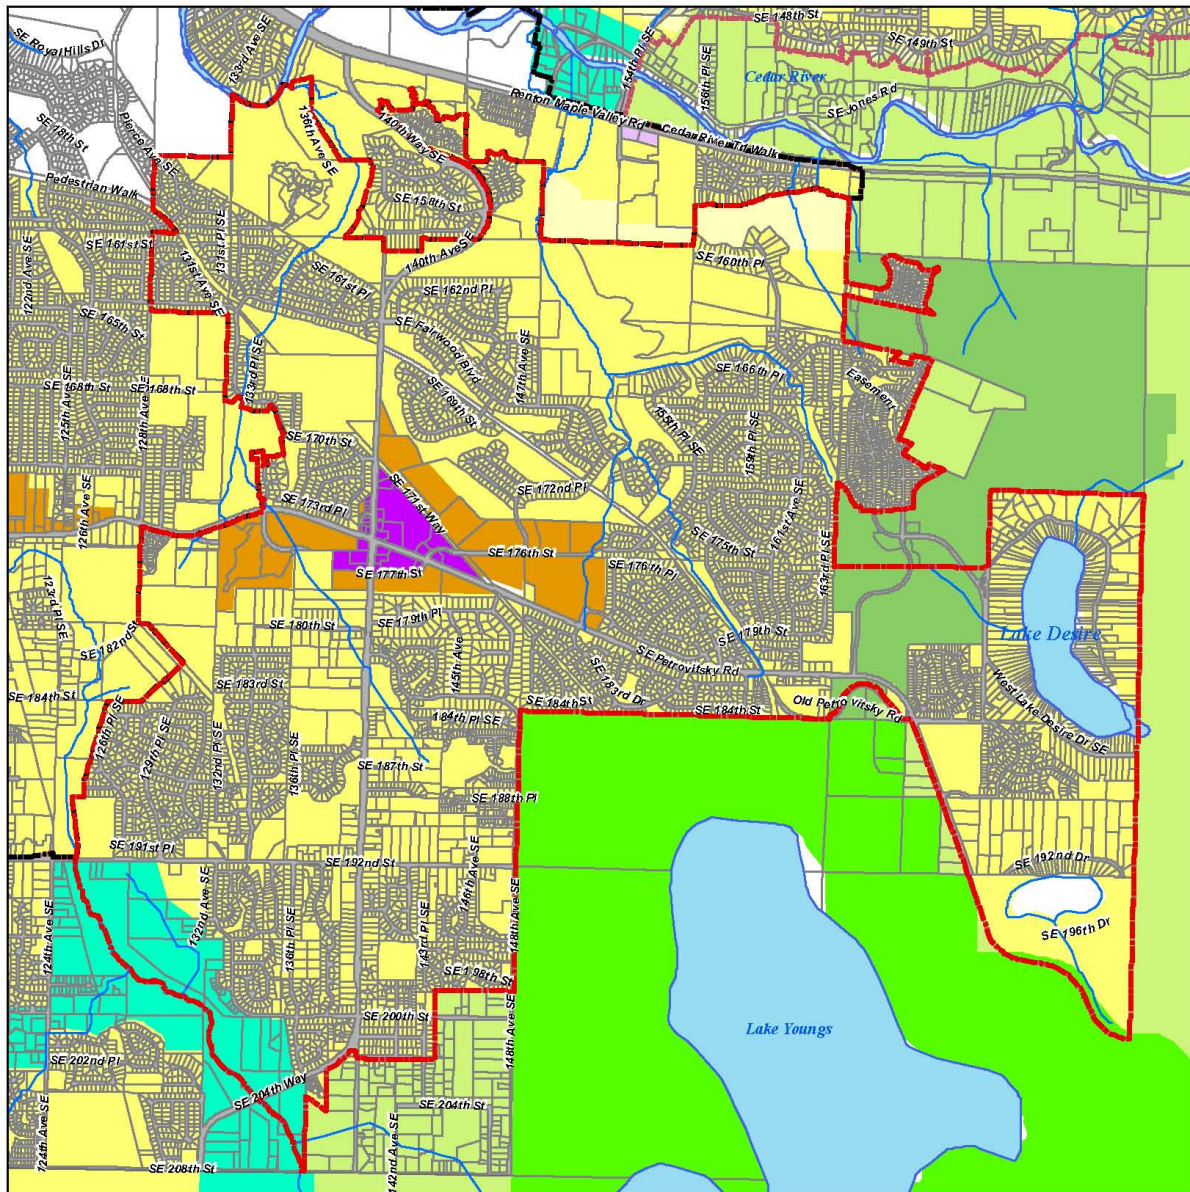 SE 148th St
SE Royal Hills Dr
SE 149th St
133rd Ave SE
154th Pl SE
156th Pl SE
Cedar River
SE Jones Rd
Renton Maple Valley Rd
136th Ave SE
140th Way SE
SE 18th St
Pierce Ave SE
Cedar River Tr Walk
Pedestrian Walk
SE 158th St
SE 161st St
131st Pl SE
122nd Ave SE
131st Ave SE
140th Ave SE
SE 160th Pl
SE 161st Pl
SE 162nd Pl
SE 165th St
SE Fairwood Blvd
147th Ave SE
SE 166th Pl
133rd Pl SE
SE 168th St
SE 168th St
Easement
125th Ave SE
128th Ave SE
SE 169th St
155th Pl SE
159th Pl SE
SE 170th St
SE 171st Way
SE 172nd Pl
SE 173rd Pl
126th Ave SE
161st Ave SE
SE 175th St
SE 176th St
SE 176th Pl
163rd Pl SE
SE 177th St
123rd Pl SE
SE 179th Pl
SE 180th St
SE 179th St
Lake Desire
SE 182nd St
145th Ave
SE Petrovitsky Rd
SE 183rd St
SE 183rd Dr
SE 184th St
SE 184th St
SE 184th St
Old Petrovitsky Rd
184th Pl SE
West Lake Desire Dr SE
126th Pl SE
129th Pl SE
132nd Pl SE
136th Pl SE
SE 187th St
SE 188th Pl
SE 191st Pl
SE 192nd St
SE 192nd Dr
132nd Ave SE
146th Ave SE
124th Ave SE
136th Pl SE
143rd Pl SE
148th Ave SE
SE 196th Dr
SE 198th St
SE 200th St
Lake Youngs
148th Ave SE
SE 202nd Pl
SE 204th Way
SE 204th St
124th Ave SE
142nd Ave SE
SE 208th St